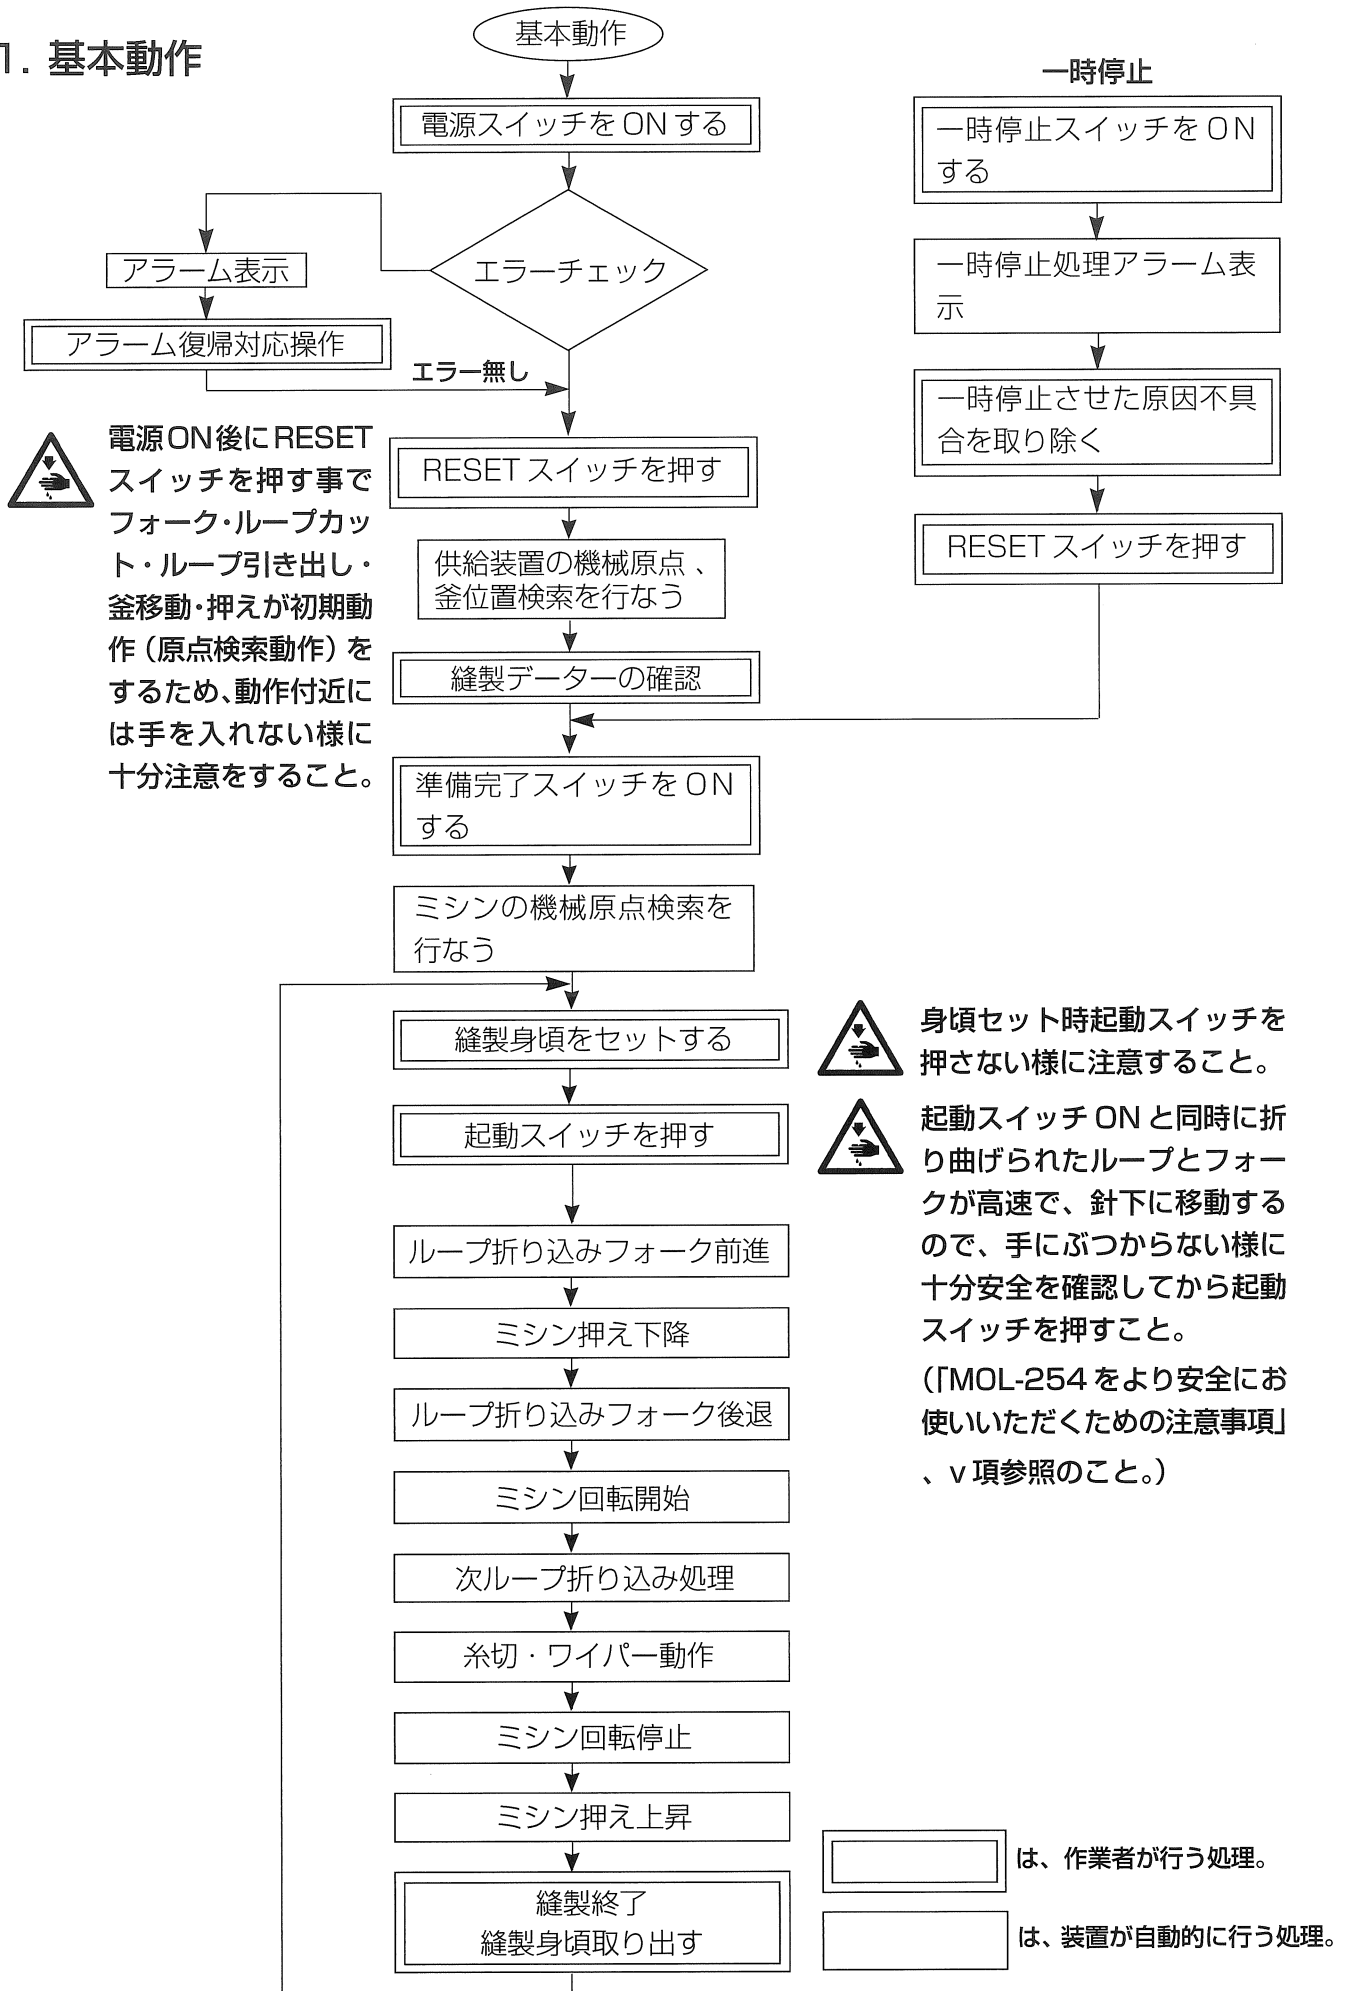 1. 基本動作
基本動作
電源スイッチをONする
エラーチェック
アラーム表示
アラーム復帰対応操作
エラー無し
電源ON後にRESET
スイッチを押す事で
フォーク・ループカッ
ト・ループ引き出し・
釜移動・押えが初期動
作（原点検索動作）を
するため、動作付近に
は手を入れない様に
十分注意をすること。
RESETスイッチを押す
供給装置の機械原点、
釜位置検索を行なう
縫製データーの確認
一時停止
一時停止スイッチをON
する
一時停止処理アラーム表
示
一時停止させた原因不具
合を取り除く
RESETスイッチを押す
準備完了スイッチをON
する
ミシンの機械原点検索を
行なう
縫製身頃をセットする
起動スイッチを押す
身頃セット時起動スイッチを
押さない様に注意すること。
起動スイッチONと同時に折
り曲げられたループとフォー
クが高速で、針下に移動する
ので、手にぶつからない様に
十分安全を確認してから起動
スイッチを押すこと。
（「MOL-254をより安全にお
使いいただくための注意事項」
、v項参照のこと。）
ループ折り込みフォーク前進
ミシン押え下降
ループ折り込みフォーク後退
ミシン回転開始
次ループ折り込み処理
糸切・ワイパー動作
ミシン回転停止
ミシン押え上昇
縫製終了
縫製身頃取り出す
は、作業者が行う処理。
は、装置が自動的に行う処理。